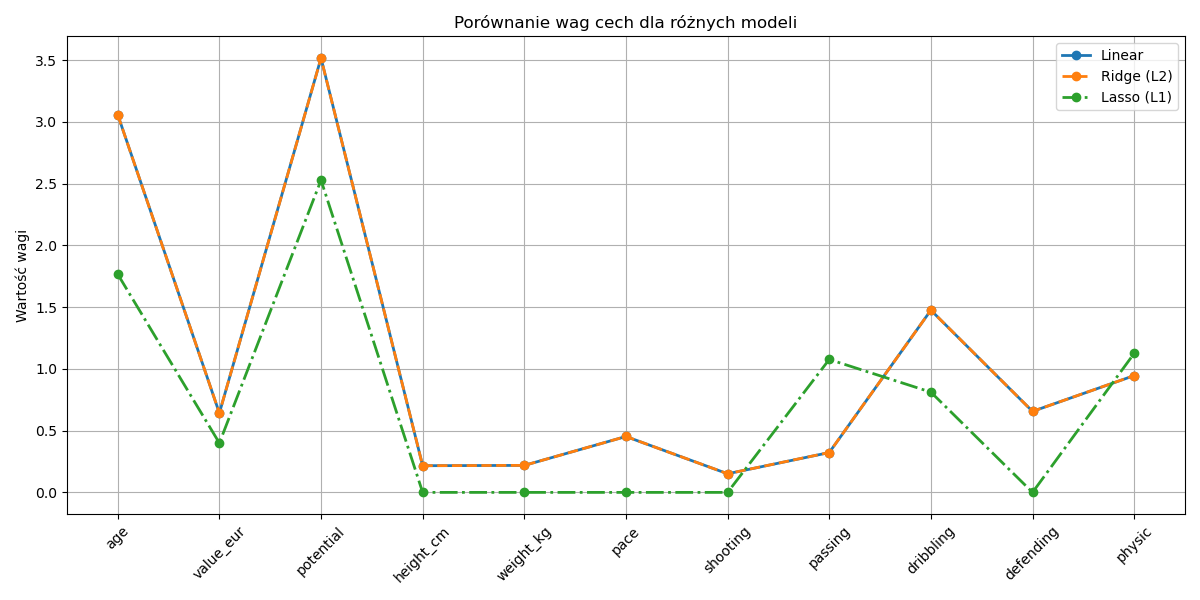 Porównanie wag cech dla różnych modeli
Linear
Ridge (L2)
Lasso (L1)
Wartość wagi
3.5
3.0
2.5
2.0
1.5
1.0
0.5
0.0
age
value_eur
potential
height_cm
weight_kg
pace
shooting
passing
dribbling
defending
physic